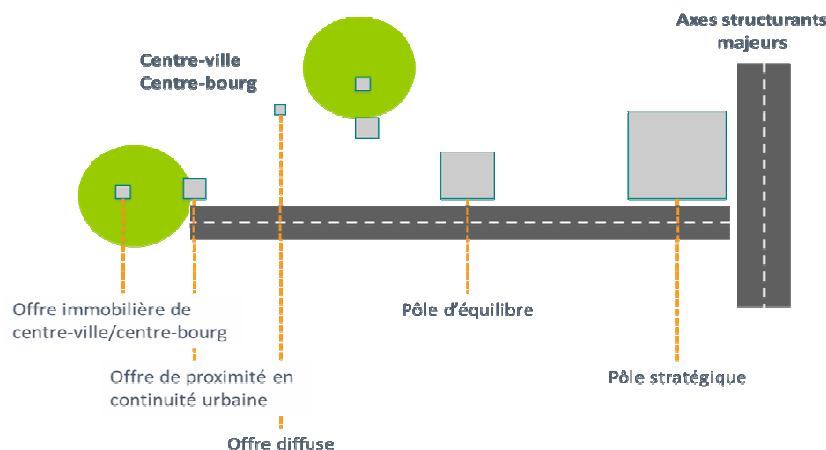 Axes structurants
majeurs
Centre-ville
Centre-bourg
Offre immobilière de
centre-ville/centre-bourg
Pôle d'équilibre
Offre de proximité en
continuité urbaine
Pôle stratégique
Offre diffuse